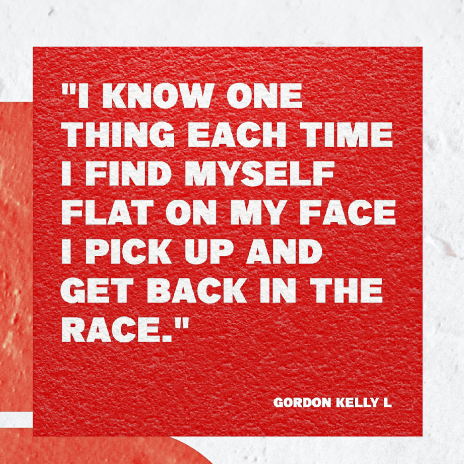 "I KNOW ONE
THING EACH TIME
I FIND MYSELF
FLAT ON MY FACE
I PICK UP AND
GET BACK IN THE
RACE."
GORDON KELLY L